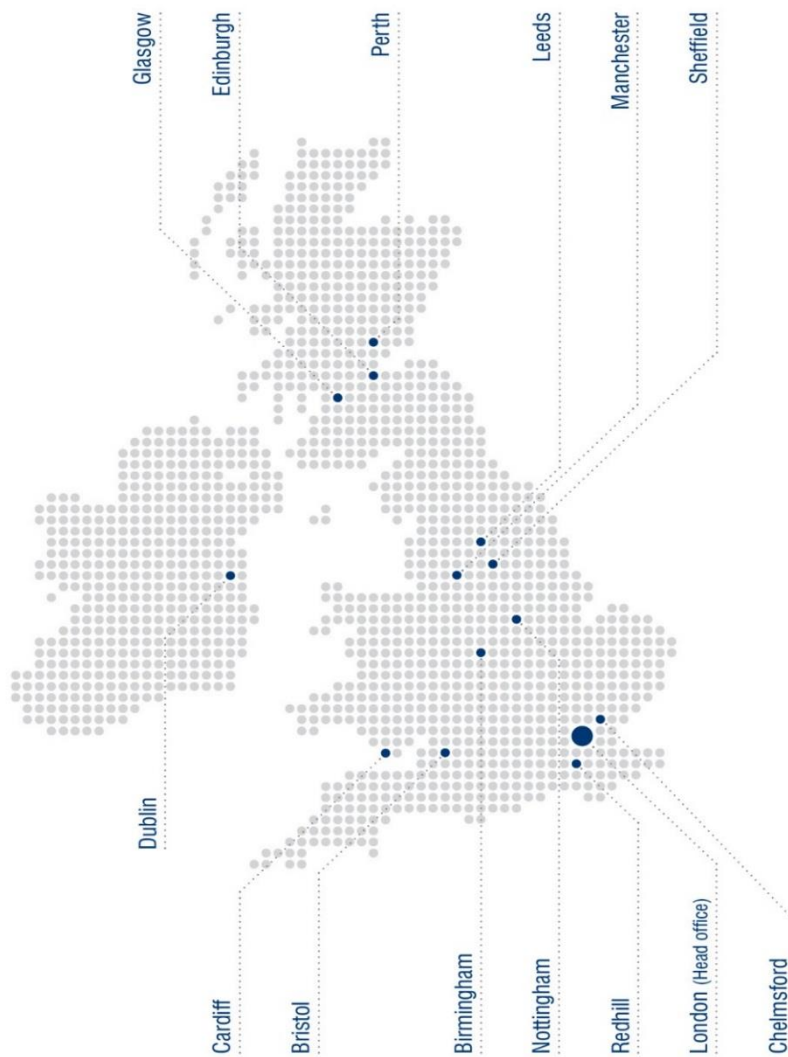 Glasgow
Edinburgh
Perth
Leeds
Manchester
Sheffield
Dublin
Cardiff
Bristol
Birmingham
Nottingham
Redhill
London (Head office)
Chelmsford